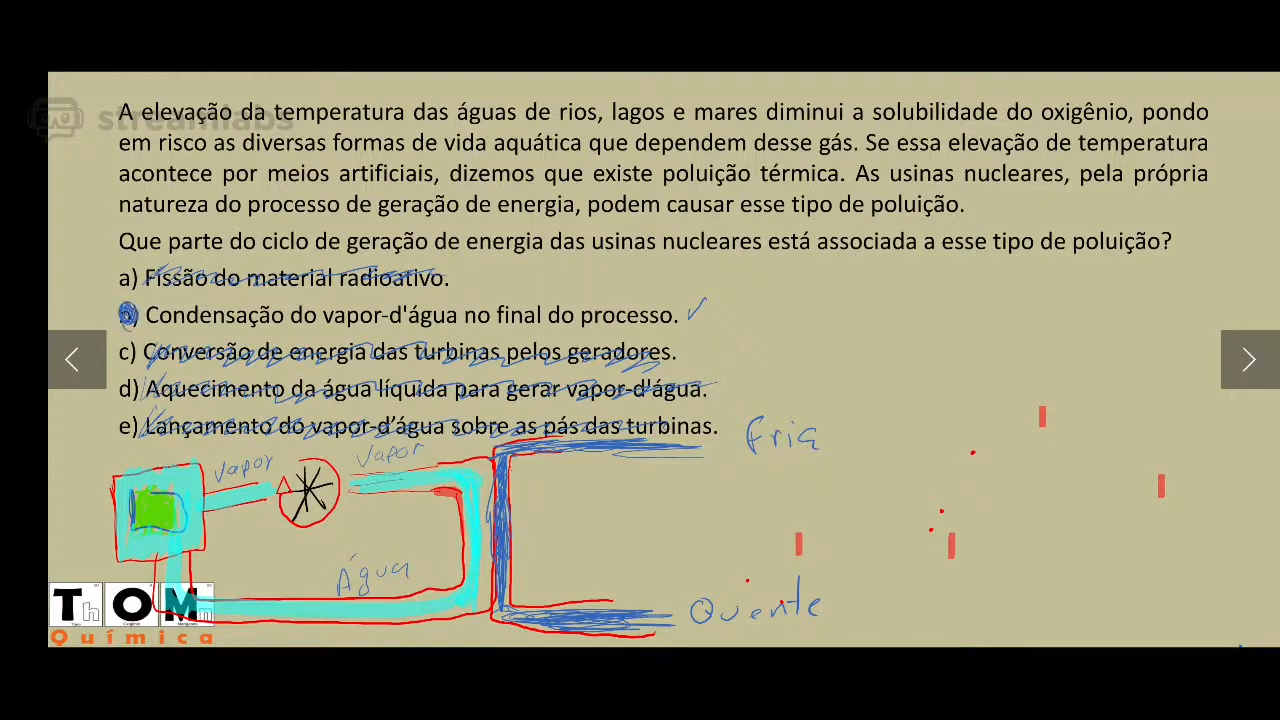 streamlabs
A elevação da temperatura das águas de rios, lagos e mares diminui a solubilidade do oxigênio, pondo
em risco as diversas formas de vida aquática que dependem desse gás. Se essa elevação de temperatura
acontece por meios artificiais, dizemos que existe poluição térmica. As usinas nucleares, pela própria
natureza do processo de geração de energia, podem causar esse tipo de poluição.
Que parte do ciclo de geração de energia das usinas nucleares está associada a esse tipo de poluição?
a) Fissão do material radioativo.
b) Condensação do vapor-d'água no final do processo.
c) Conversão de energia das turbinas pelos geradores.
d) Aquecimento da água líquida para gerar vapor-d'água.
e) Lançamento do vapor-d'água sobre as pás das turbinas.
Fria
Vapor
Vapor
Água
Quente
Th O Mn
Química